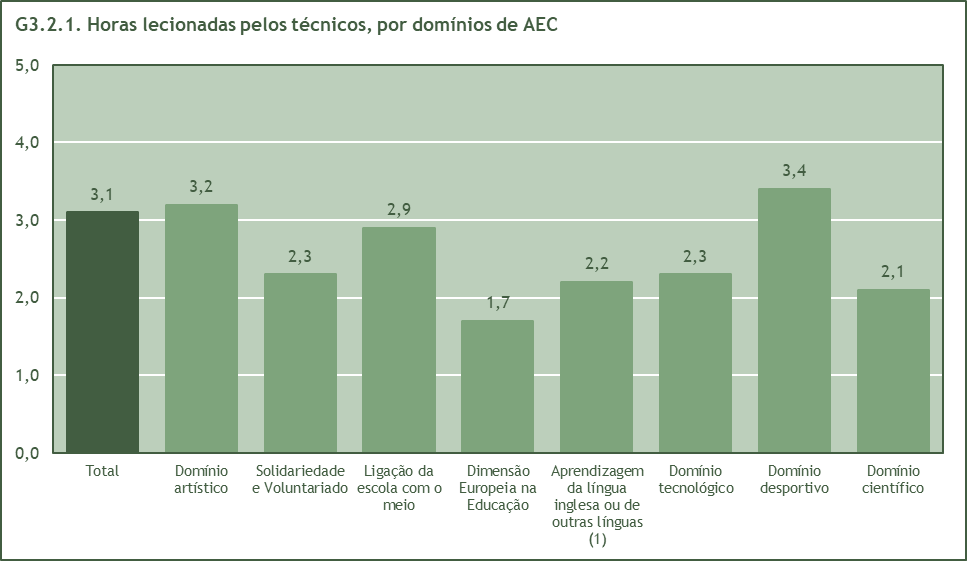 G3.2.1. Horas lecionadas pelos técnicos, por domínios de AEC
5,0
4,0
3,0
2,0
1,0
0,0
3,1
3,2
2,3
2,9
1,7
2,2
2,3
3,4
2,1
Total
Domínio
artístico
Solidariedade
e Voluntariado
Ligação da
escola com o
meio
Dimensão
Europeia na
Educação
Aprendizagem
da língua
inglesa ou de
outras línguas
(1)
Domínio
tecnológico
Domínio
desportivo
Domínio
científico